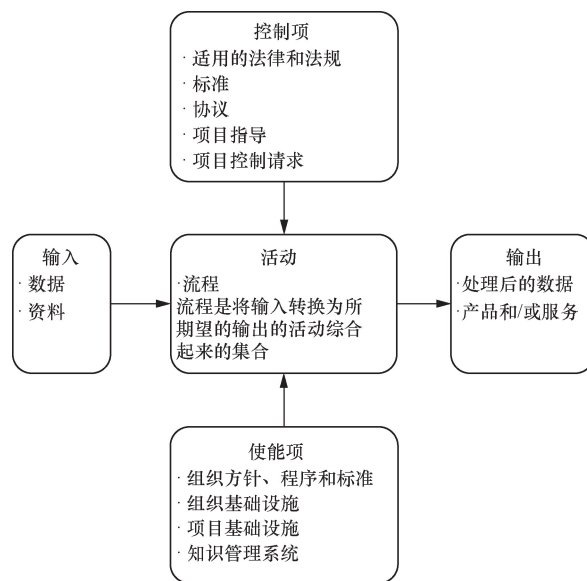 控制项
· 适用的法律和法规
· 标准
· 协议
· 项目指导
· 项目控制请求
输入
· 数据
· 资料
活动
·流程
流程是将输入转换为所
期望的输出的活动综合
起来的集合
输出
·处理后的数据
·产品和/或服务
使能项
· 组织方针、程序和标准
· 组织基础设施
· 项目基础设施
· 知识管理系统